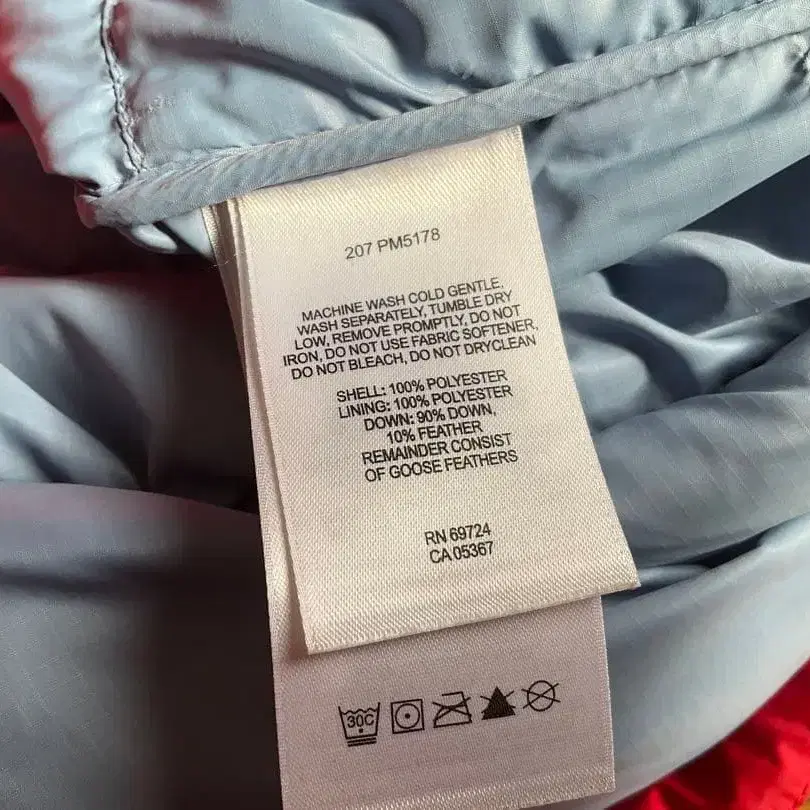 207 PM5178
MACHINE WASH COLD GENTLE,
WASH SEPARATELY, TUMBLE DRY
LOW, REMOVE PROMPTLY, DO NOT
IRON, DO NOT USE FABRIC SOFTENER,
DO NOT BLEACH, DO NOT DRYCLEAN
SHELL: 100% POLYESTER
LINING: 100% POLYESTER
DOWN: 90% DOWN,
10% FEATHER
REMAINDER CONSIST
OF GOOSE FEATHERS
RN 69724
CA 05367
30C